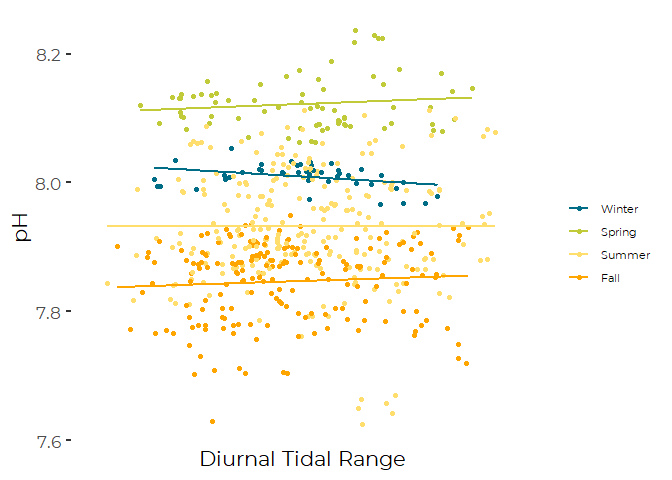 8.2
8.0
7.8
7.6
pH
Diurnal Tidal Range
Winter
Spring
Summer
Fall